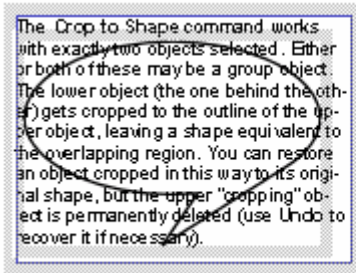 The Crop to Shape command works
with exactly two objects selected. Either
or both of these may be a group object.
The lower object (the one behind the oth-
er) gets cropped to the outline of the up-
per object, leaving a shape equivalent to
the overlapping region. You can restore
an object cropped in this way to its origi-
nal shape, but the upper "cropping" ob-
ject is permanently deleted (use Undo to
recover it if necessary).